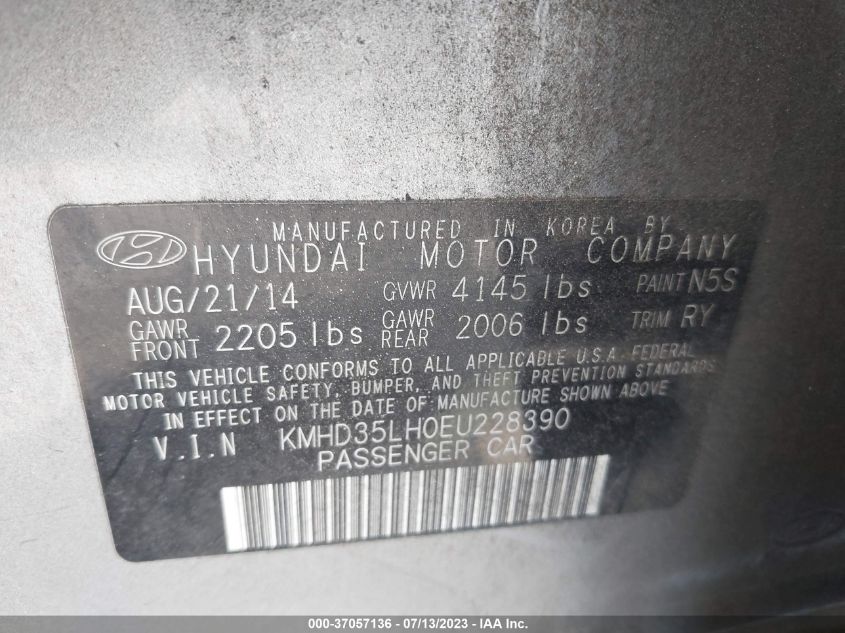 MANUFACTURED IN KOREA BY
HYUNDAI MOTOR COMPANY
AUG/21/14 GVWR 4145 lbs PAINT N5S
GAWR FRONT 2205 lbs GAWR REAR 2006 lbs TRIM RY
THIS VEHICLE CONFORMS TO ALL APPLICABLE U.S.A. FEDERAL
MOTOR VEHICLE SAFETY, BUMPER, AND THEFT PREVENTION STANDARDS
IN EFFECT ON THE DATE OF MANUFACTURE SHOWN ABOVE
V.I.N KMHD35LH0EU228390
PASSENGER CAR
000-37057136 - 07/13/2023 - IAA Inc.